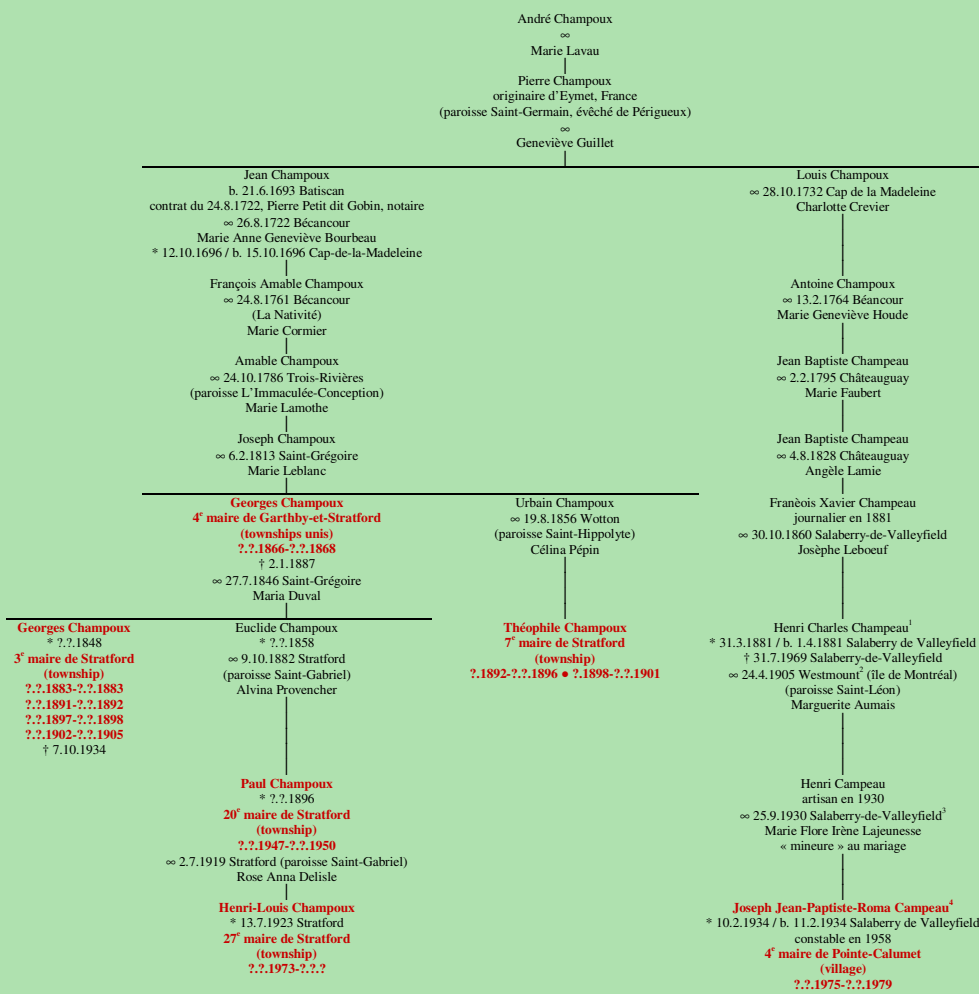 André Champoux
∞
Marie Lavau
Pierre Champoux
originaire d'Eymet, France
(paroisse Saint-Germain, évêché de Périgueux)
∞
Geneviève Guillet
Jean Champoux
b. 21.6.1693 Batiscan
contrat du 24.8.1722, Pierre Petit dit Gobin, notaire
∞ 26.8.1722 Bécancour
Marie Anne Geneviève Bourbeau
* 12.10.1696 / b. 15.10.1696 Cap-de-la-Madeleine
Louis Champoux
∞ 28.10.1732 Cap de la Madeleine
Charlotte Crevier
François Amable Champoux
∞ 24.8.1761 Bécancour
(La Nativité)
Marie Cormier
Antoine Champoux
∞ 13.2.1764 Béancour
Marie Geneviève Houde
Amable Champoux
∞ 24.10.1786 Trois-Rivières
(paroisse L'Immaculée-Conception)
Marie Lamothe
Jean Baptiste Champeau
∞ 2.2.1795 Châteauguay
Marie Faubert
Joseph Champoux
∞ 6.2.1813 Saint-Grégoire
Marie Leblanc
Jean Baptiste Champeau
∞ 4.8.1828 Châteauguay
Angèle Lamie
Georges Champoux
4e maire de Garthby-et-Stratford
(townships unis)
?.?.1866-?.?.1868
† 2.1.1887
∞ 27.7.1846 Saint-Grégoire
Maria Duval
Urbain Champoux
∞ 19.8.1856 Wotton
(paroisse Saint-Hippolyte)
Célina Pépin
Franèois Xavier Champeau
journalier en 1881
∞ 30.10.1860 Salaberry-de-Valleyfield
Josèphe Leboeuf
Georges Champoux
* ?.?.1848
3e maire de Stratford
(township)
?.?.1883-?.?.1883
?.?.1891-?.?.1892
?.?.1897-?.?.1898
?.?.1902-?.?.1905
† 7.10.1934
Euclide Champoux
* ?.?.1858
∞ 9.10.1882 Stratford
(paroisse Saint-Gabriel)
Alvina Provencher
Théophile Champoux
7e maire de Stratford
(township)
?.1892-?.?.1896 ● ?.1898-?.?.1901
Henri Charles Champeau1
* 31.3.1881 / b. 1.4.1881 Salaberry de Valleyfield
† 31.7.1969 Salaberry-de-Valleyfield
∞ 24.4.1905 Westmount2 (île de Montréal)
(paroisse Saint-Léon)
Marguerite Aumais
Paul Champoux
* ?.?.1896
20e maire de Stratford
(township)
?.?.1947-?.?.1950
∞ 2.7.1919 Stratford (paroisse Saint-Gabriel)
Rose Anna Delisle
Henri Campeau
artisan en 1930
∞ 25.9.1930 Salaberry-de-Valleyfield3
Marie Flore Irène Lajeunesse
« mineure » au mariage
Henri-Louis Champoux
* 13.7.1923 Stratford
27e maire de Stratford
(township)
?.?.1973-?.?.?
Joseph Jean-Paptiste-Roma Campeau4
* 10.2.1934 / b. 11.2.1934 Salaberry de Valleyfield
constable en 1958
4e maire de Pointe-Calumet
(village)
?.?.1975-?.?.1979